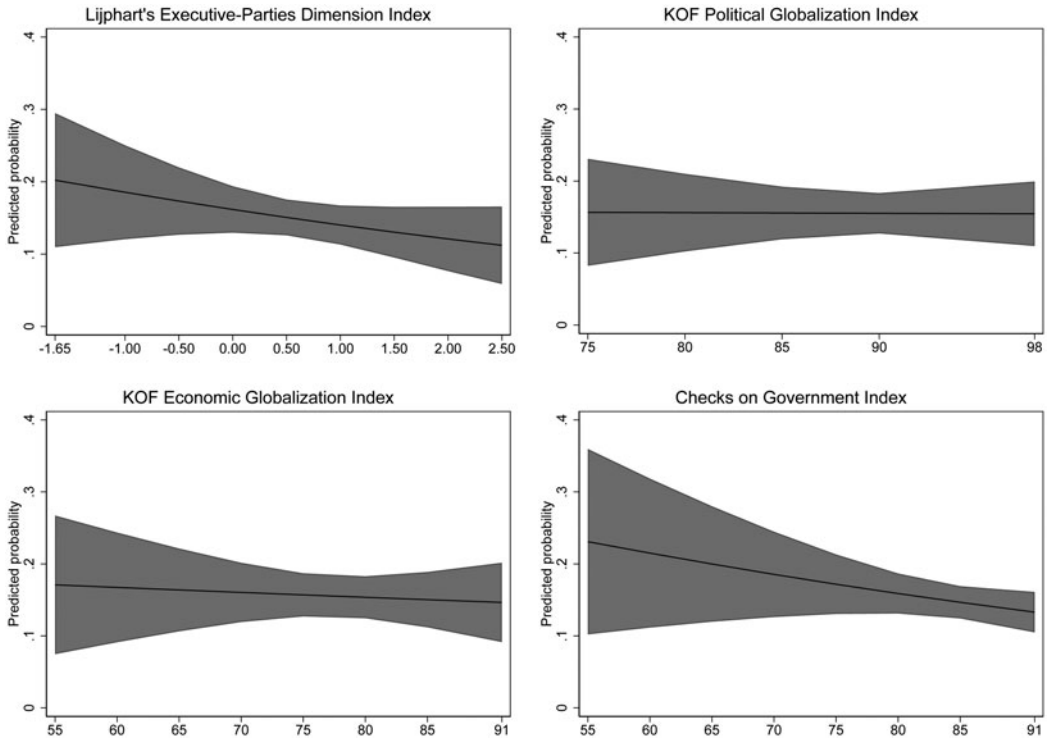 Lijphart's Executive-Parties Dimension Index
Predicted probability
.4
.3
.2
.1
0
-1.65 -1.00 -0.50 0.00 0.50 1.00 1.50 2.00 2.50
KOF Political Globalization Index
Predicted probability
.4
.3
.2
.1
0
75 80 85 90 98
KOF Economic Globalization Index
Predicted probability
.4
.3
.2
.1
0
55 60 65 70 75 80 85 91
Checks on Government Index
Predicted probability
.4
.3
.2
.1
0
55 60 65 70 75 80 85 91